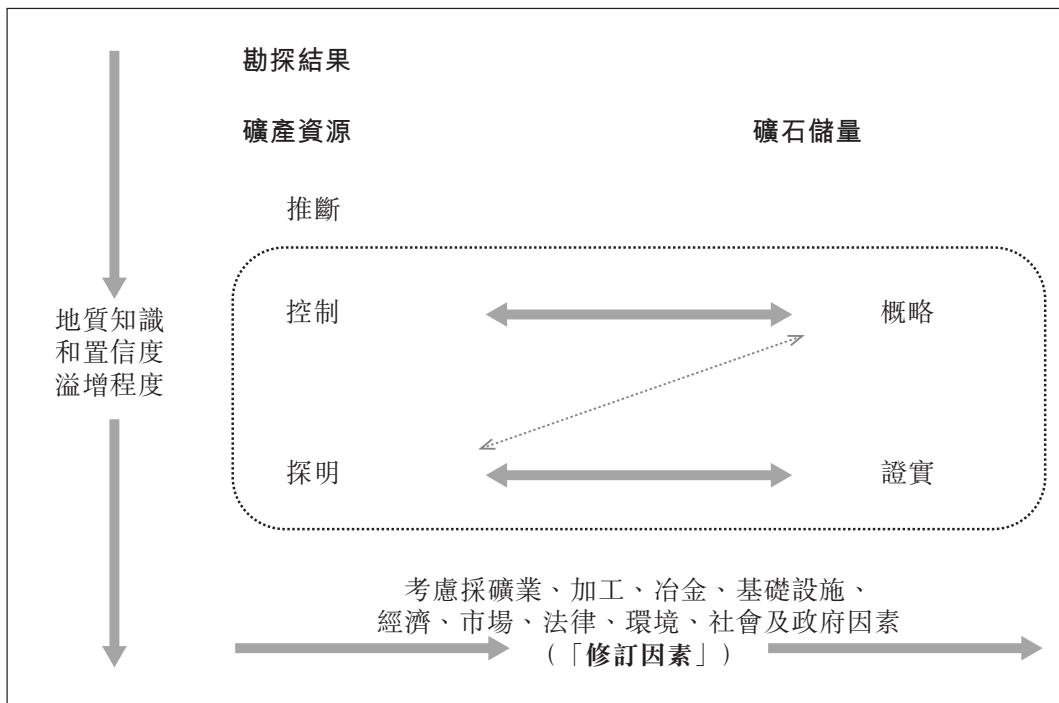 勘探結果
礦產資源 礦石儲量
推斷
控制 概略
地質知識
和置信度
溢增程度
探明 證實
考慮採礦業、加工、冶金、基礎設施、
經濟、市場、法律、環境、社會及政府因素
(「修訂因素」)